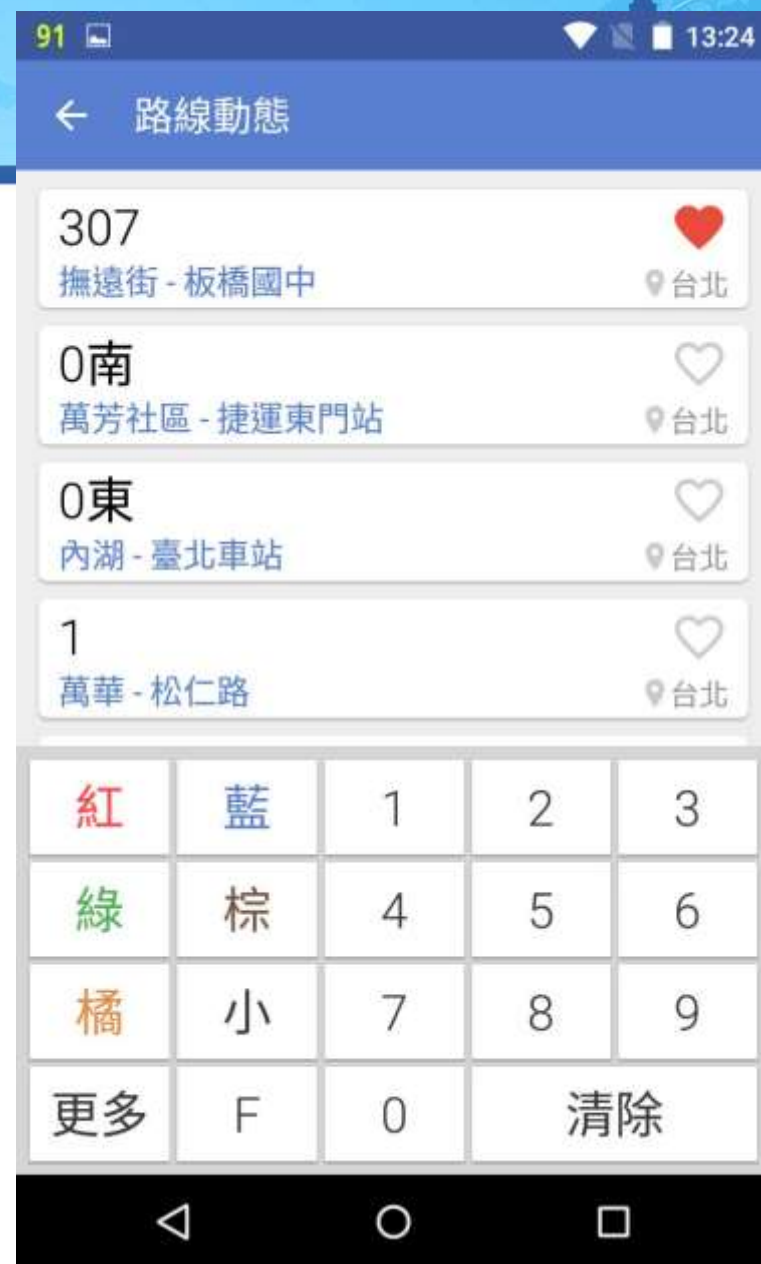 91 13:24
路線動態
307
撫遠街 - 板橋國中 台北
0南
萬芳社區 - 捷運東門站 台北
0東
內湖 - 臺北車站 台北
1
萬華 - 松仁路 台北
紅 藍 1 2 3
綠 棕 4 5 6
橘 小 7 8 9
更多 F 0 清除